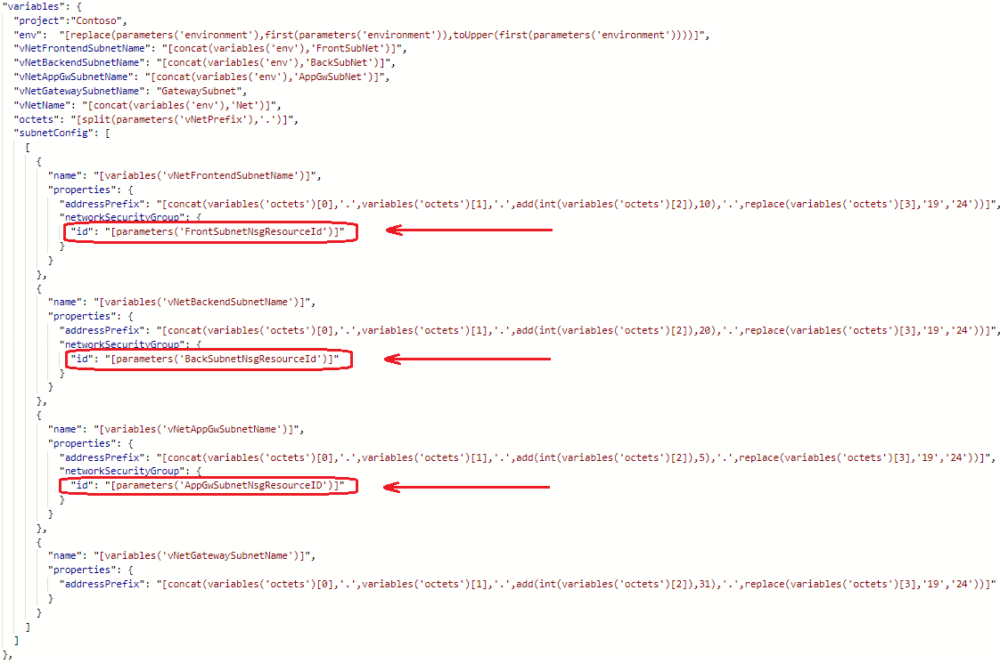 "variables": {
"project":"Contoso",
"env":  "[replace(parameters('environment'),first(parameters('environment')),toUpper(first(parameters('environment'))))]",
"vNetFrontendSubnetName": "[concat(variables('env'),'FrontSubNet')]",
"vNetBackendSubnetName": "[concat(variables('env'),'BackSubNet')]",
"vNetAppGwSubnetName": "[concat(variables('env'),'AppGwSubNet')]",
"vNetGatewaySubnetName": "GatewaySubnet",
"vNetName": "[concat(variables('env'),'Net')]",
"octets": "[split(parameters('vNetPrefix'),'.')]",
"subnetConfig": [
[
{
"name": "[variables('vNetFrontendSubnetName')]",
"properties": {
"addressPrefix": "[concat(variables('octets')[0],'.',variables('octets')[1],'.',add(int(variables('octets')[2]),10),'.',replace(variables('octets')[3],'19','24'))]",
"networkSecurityGroup": {
"id": "[parameters('FrontSubnetNsgResourceId')]"
}
}
},
{
"name": "[variables('vNetBackendSubnetName')]",
"properties": {
"addressPrefix": "[concat(variables('octets')[0],'.',variables('octets')[1],'.',add(int(variables('octets')[2]),20),'.',replace(variables('octets')[3],'19','24'))]",
"networkSecurityGroup": {
"id": "[parameters('BackSubnetNsgResourceId')]"
}
}
},
{
"name": "[variables('vNetAppGwSubnetName')]",
"properties": {
"addressPrefix": "[concat(variables('octets')[0],'.',variables('octets')[1],'.',add(int(variables('octets')[2]),5),'.',replace(variables('octets')[3],'19','24'))]",
"networkSecurityGroup": {
"id": "[parameters('AppGwSubnetNsgResourceID')]"
}
}
},
{
"name": "[variables('vNetGatewaySubnetName')]",
"properties": {
"addressPrefix": "[concat(variables('octets')[0],'.',variables('octets')[1],'.',add(int(variables('octets')[2]),31),'.',replace(variables('octets')[3],'19','24'))]"
}
}
]
]
},